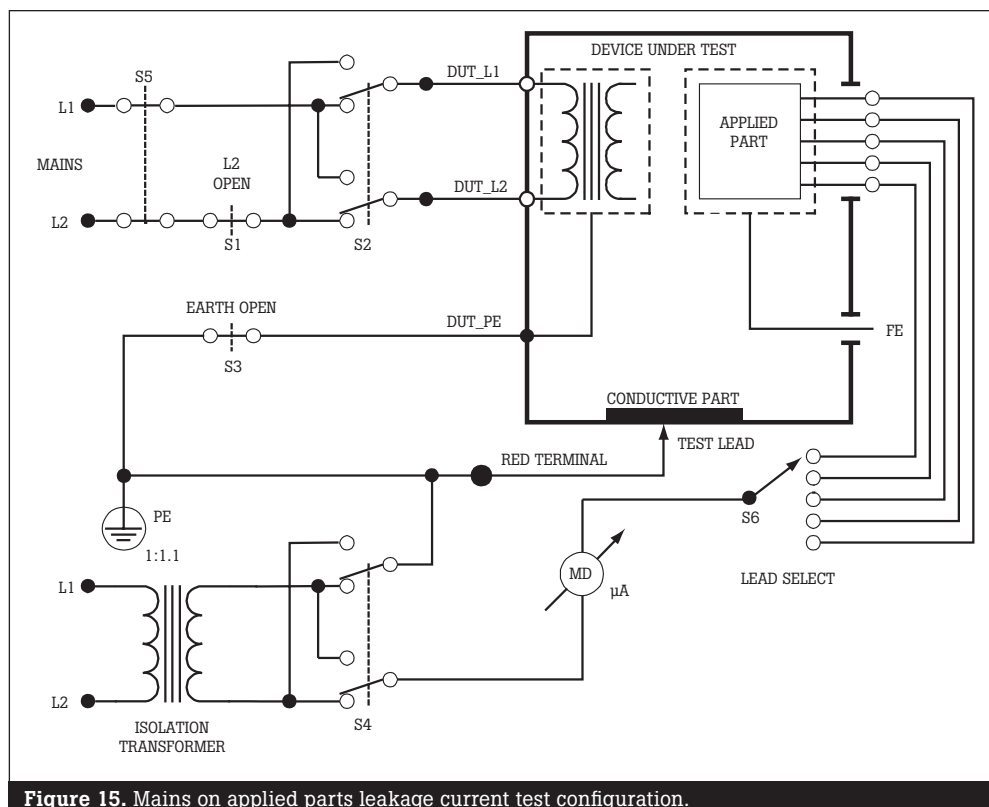 DEVICE UNDER TEST
S5
DUT_L1
L1
APPLIED
PART
MAINS
L2
OPEN
DUT_L2
L2
S1
S2
EARTH OPEN
DUT_PE
FE
S3
CONDUCTIVE PART
TEST LEAD
RED TERMINAL
PE
S6
1:1.1
L1
MD
µA
LEAD SELECT
L2
S4
ISOLATION
TRANSFORMER
Figure 15. Mains on applied parts leakage current test configuration.